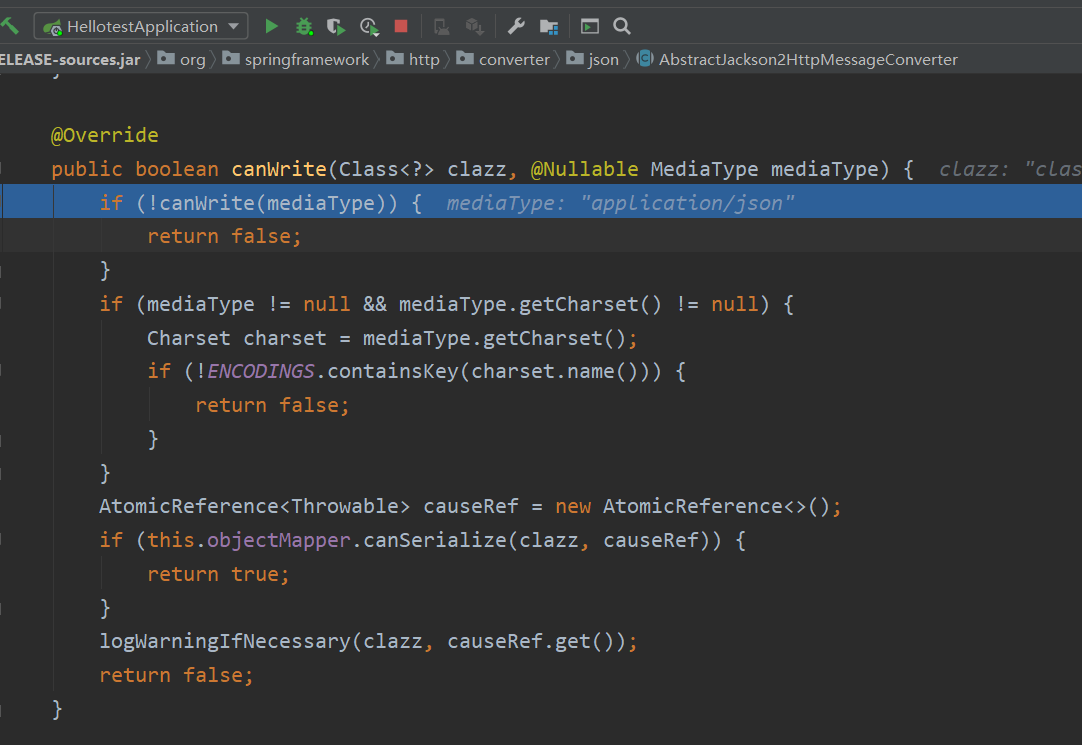 HellotestApplication
ELEASE-sources.jar org springframework http converter json AbstractJackson2HttpMessageConverter
}
@Override
public boolean canWrite(Class<?> clazz, @Nullable MediaType mediaType) { clazz: "clas
if (!canWrite(mediaType)) { mediaType: "application/json"
return false;
}
if (mediaType != null && mediaType.getCharset() != null) {
Charset charset = mediaType.getCharset();
if (!ENCODINGS.containsKey(charset.name())) {
return false;
}
}
AtomicReference<Throwable> causeRef = new AtomicReference<>();
if (this.objectMapper.canSerialize(clazz, causeRef)) {
return true;
}
logWarningIfNecessary(clazz, causeRef.get());
return false;
}